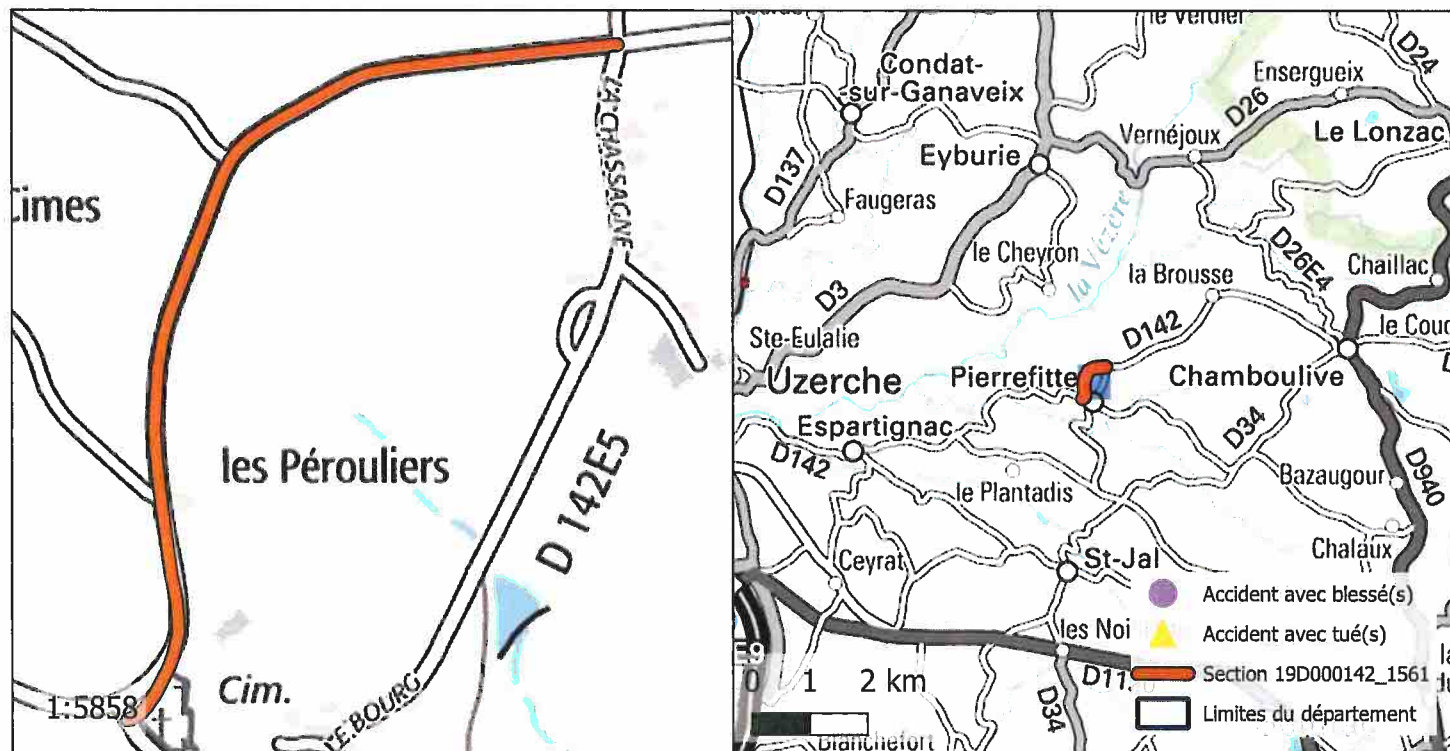 Cimes
LA CHASSAGNE
les Pérouliers
D 142E5
Cim.
LE BOURG
1:5858
le Verdier
Condat-
-sur-Ganaveix
D24
Ensergueix
D26
Vernéjoux
Le Lonzac
Eyburie
D137
Faugeras
la Vézère
le Cheyron
D26E4
Chaillac
la Brousse
D3
D142
Ste-Eulalie
Uzerche
Pierrefitte
Chamboulive
Espartignac
D142
D34
D940
Bazaugour
le Plantadis
Chalaux
Ceyrat
St-Jal
les Noi
D34
Blanchefort
0 1 2 km
Accident avec blessé(s)
Accident avec tué(s)
Section 19D000142_1561
Limites du département